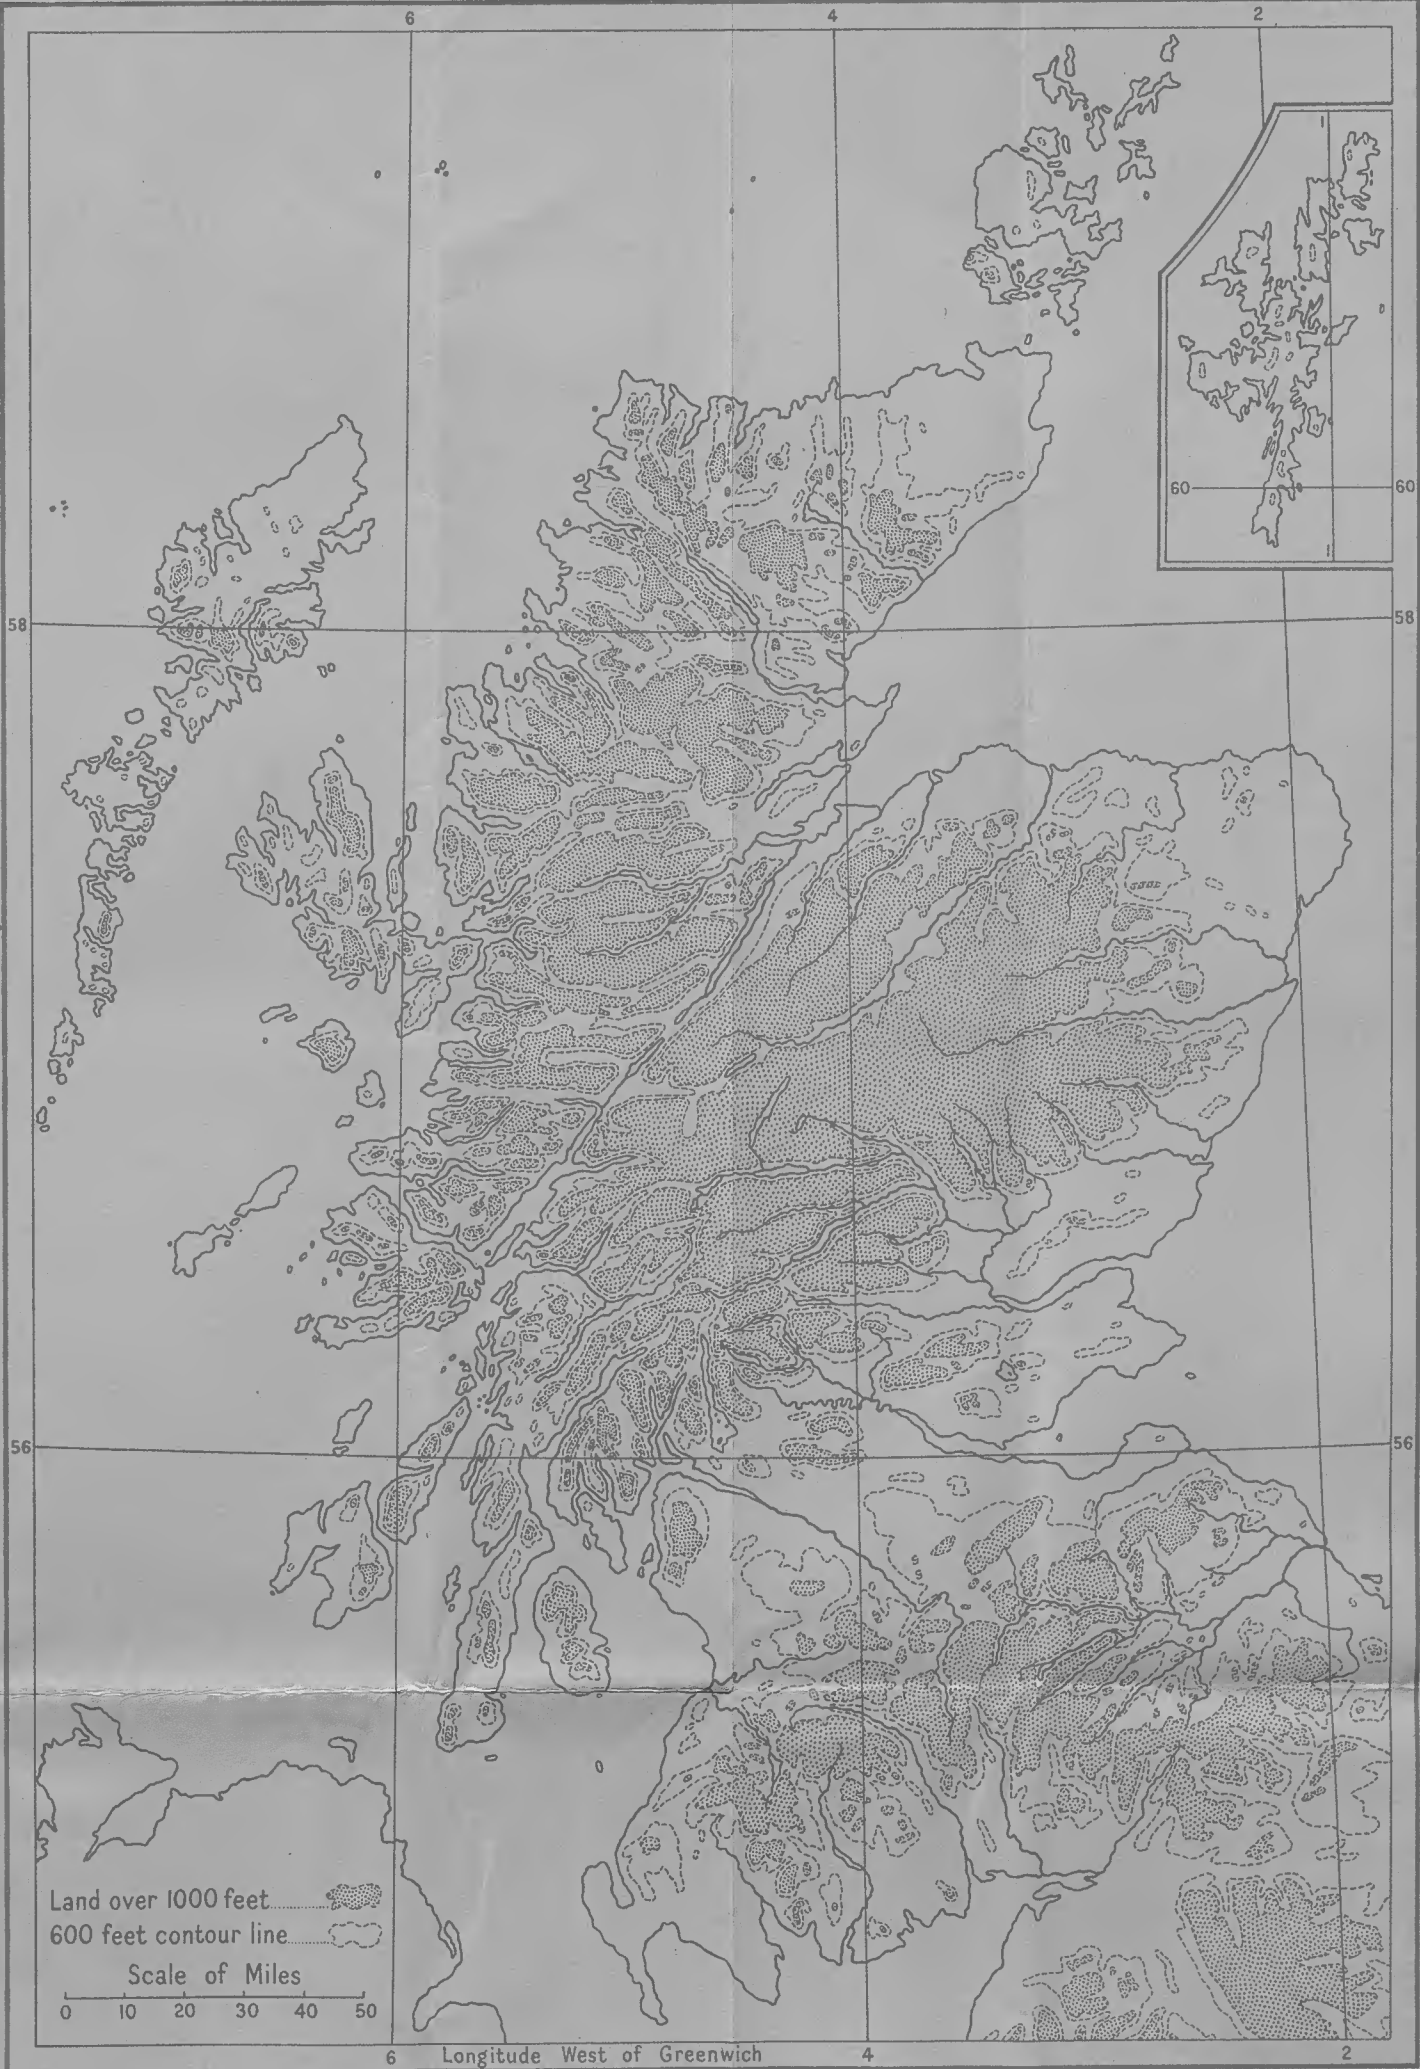 6 4 2
1
60 60
1
58 58
56 56
Land over 1000 feet
600 feet contour line
Scale of Miles
0 10 20 30 40 50
6 Longitude West of Greenwich 4 2